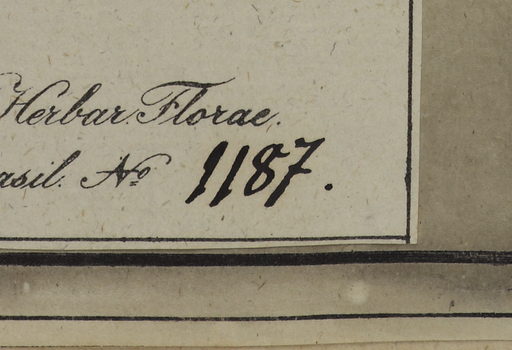 Herbar. Florae.
asil. No 1187.